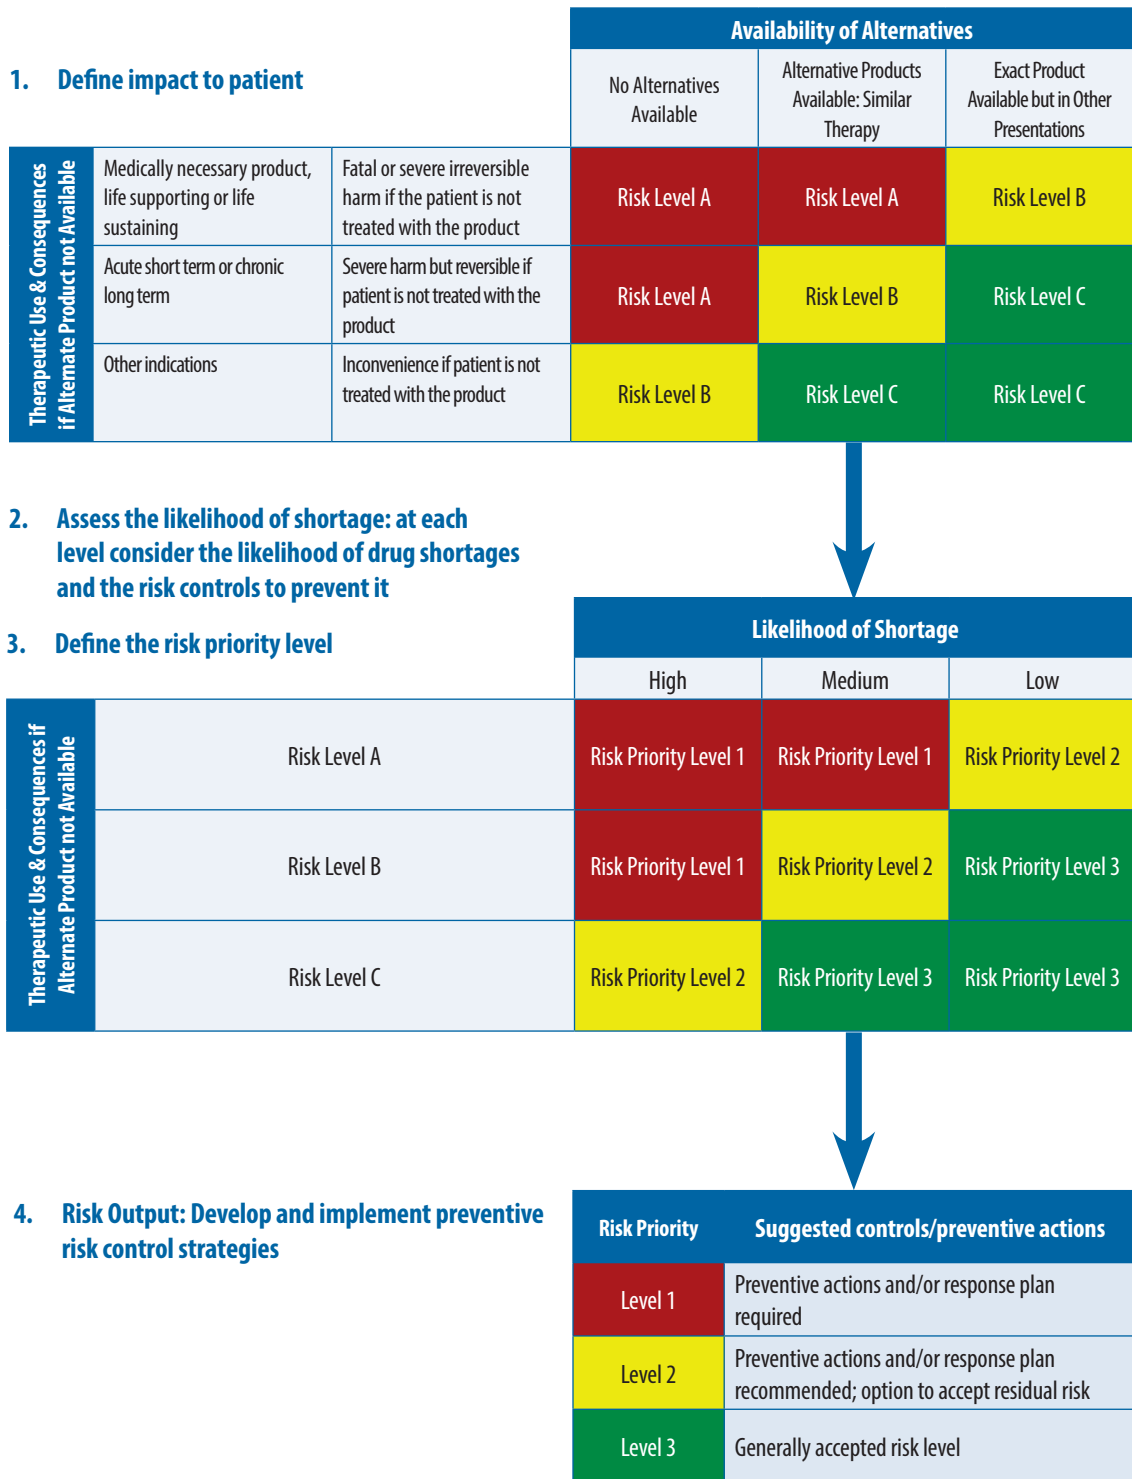 Availability of Alternatives
1. Define impact to patient
No Alternatives
Available
Alternative Products
Available: Similar
Therapy
Exact Product
Available but in Other
Presentations
Therapeutic Use & Consequences
if Alternate Product not Available
Medically necessary product,
life supporting or life
sustaining
Fatal or severe irreversible
harm if the patient is not
treated with the product
Risk Level A
Risk Level A
Risk Level B
Acute short term or chronic
long term
Severe harm but reversible if
patient is not treated with the
product
Risk Level A
Risk Level B
Risk Level C
Other indications
Inconvenience if patient is not
treated with the product
Risk Level B
Risk Level C
Risk Level C
2. Assess the likelihood of shortage: at each
level consider the likelihood of drug shortages
and the risk controls to prevent it
3. Define the risk priority level
Likelihood of Shortage
High
Medium
Low
Therapeutic Use & Consequences if
Alternate Product not Available
Risk Level A
Risk Priority Level 1
Risk Priority Level 1
Risk Priority Level 2
Risk Level B
Risk Priority Level 1
Risk Priority Level 2
Risk Priority Level 3
Risk Level C
Risk Priority Level 2
Risk Priority Level 3
Risk Priority Level 3
4. Risk Output: Develop and implement preventive
risk control strategies
Risk Priority
Suggested controls/preventive actions
Level 1
Preventive actions and/or response plan
required
Level 2
Preventive actions and/or response plan
recommended; option to accept residual risk
Level 3
Generally accepted risk level